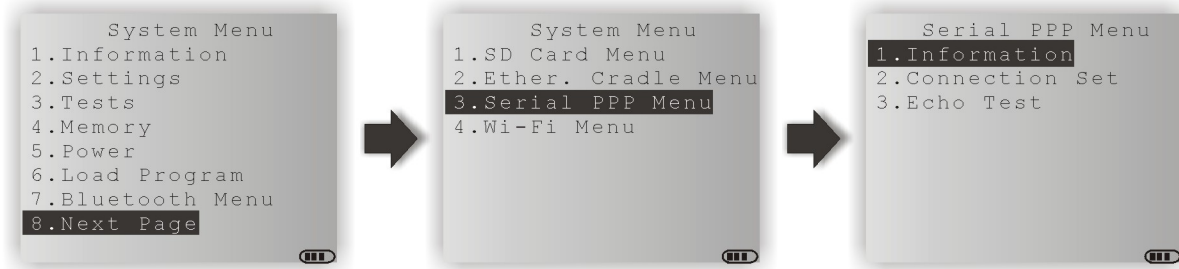 System Menu
1.Information
2.Settings
3.Tests
4.Memory
5.Power
6.Load Program
7.Bluetooth Menu
8.Next Page
System Menu
1.SD Card Menu
2.Ether. Cradle Menu
3.Serial PPP Menu
4.Wi-Fi Menu
Serial PPP Menu
1.Information
2.Connection Set
3.Echo Test